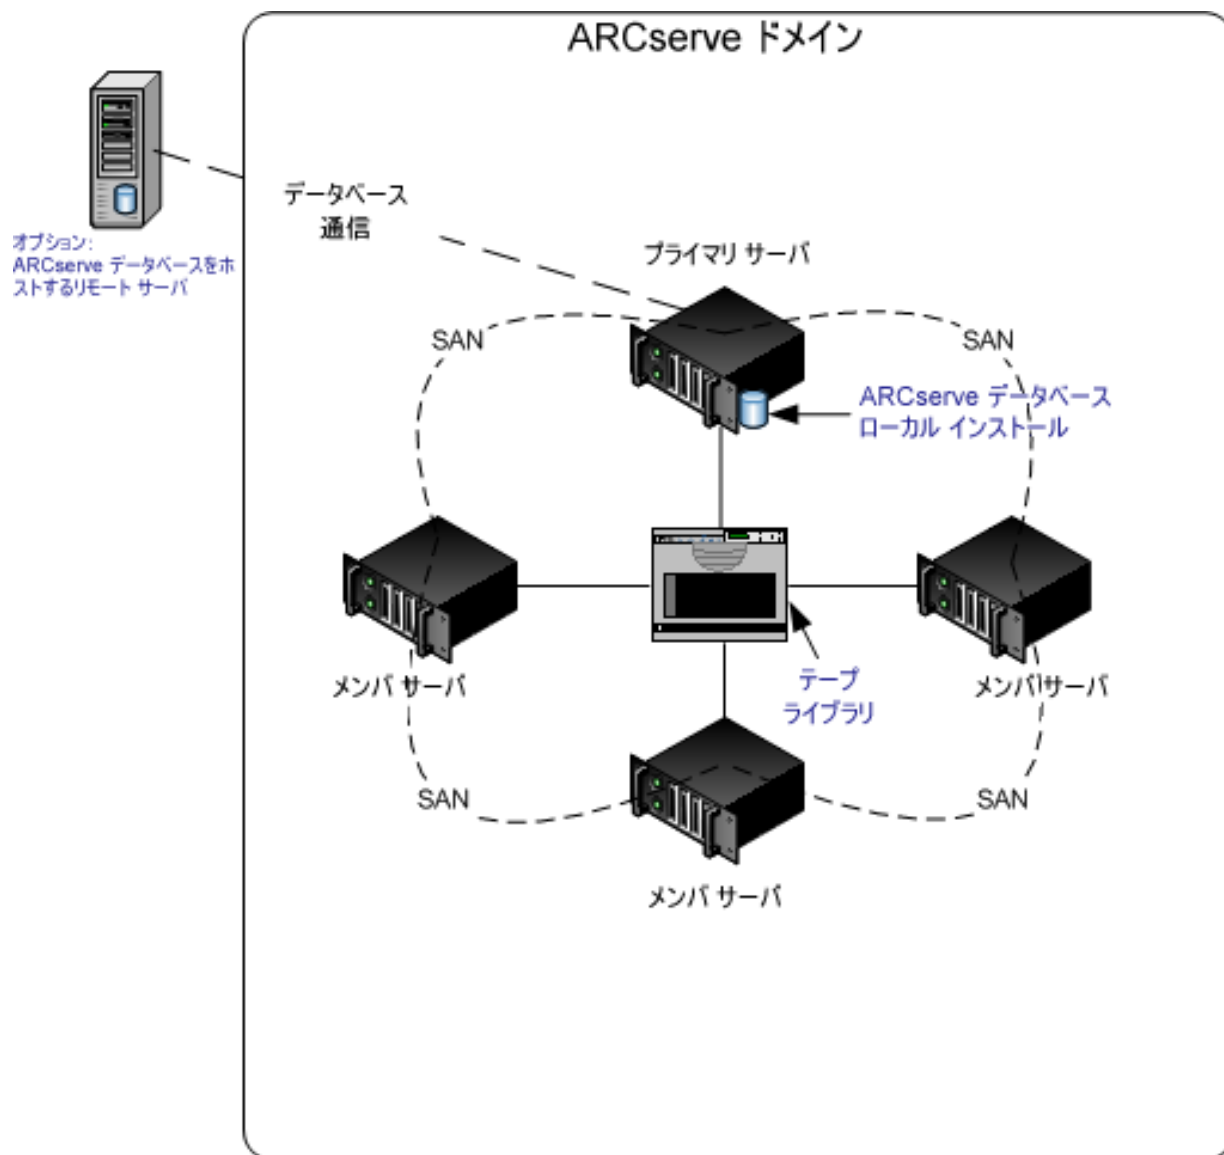 ARCserve ドメイン
データベース
通信
オプション:
ARCserve データベースをホ
ストするリモート サーバ
プライマリ サーバ
SAN
SAN
ARCserve データベース
ローカル インストール
メンバ サーバ
テープ
ライブラリ
メンバ サーバ
SAN
SAN
メンバ サーバ